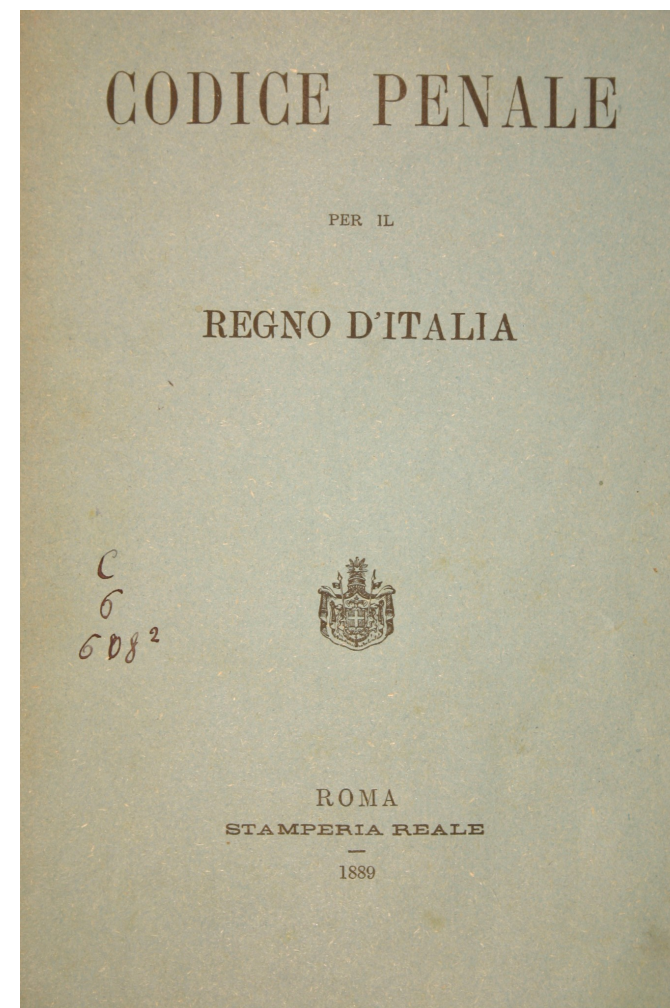 CODICE PENALE
PER IL
REGNO D'ITALIA
C
6
608²
ROMA
STAMPERIA REALE
1889